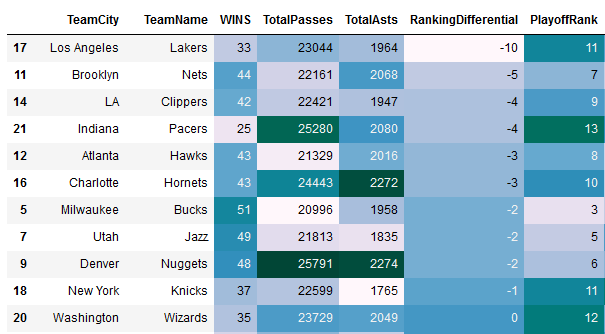 TeamCity TeamName WINS TotalPasses TotalAsts RankingDifferential PlayoffRank
17 Los Angeles Lakers 33 23044 1964 -10 11
11 Brooklyn Nets 44 22161 2068 -5 7
14 LA Clippers 42 22421 1947 -4 9
21 Indiana Pacers 25 25280 2080 -4 13
12 Atlanta Hawks 43 21329 2016 -3 8
16 Charlotte Hornets 43 24443 2272 -3 10
5 Milwaukee Bucks 51 20996 1958 -2 3
7 Utah Jazz 49 21813 1835 -2 5
9 Denver Nuggets 48 25791 2274 -2 6
18 New York Knicks 37 22599 1765 -1 11
20 Washington Wizards 35 23729 2049 0 12